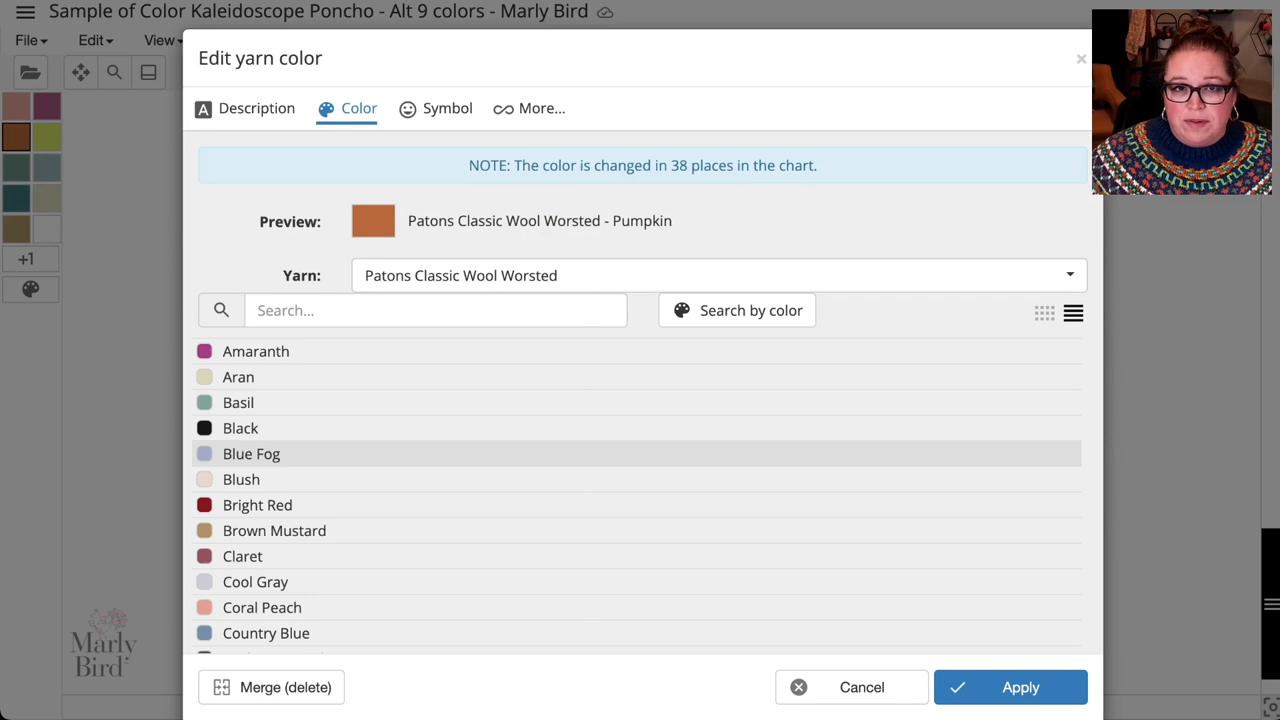 Sample of Color Kaleidoscope Poncho - Alt 9 colors - Marly Bird
File Edit View
Edit yarn color ×
A Description Color Symbol More...
NOTE: The color is changed in 38 places in the chart.
Preview: Patons Classic Wool Worsted - Pumpkin
Yarn: Patons Classic Wool Worsted
Search... Search by color
+1
Amaranth
Aran
Basil
Black
Blue Fog
Blush
Bright Red
Brown Mustard
Claret
Cool Gray
Coral Peach
Country Blue
Marly
Bird
Merge (delete) Cancel Apply